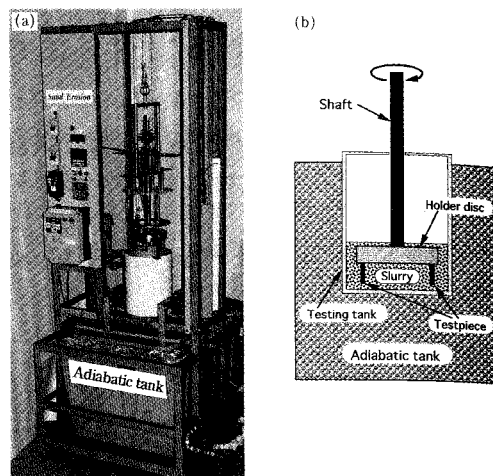 (a)
Sand Erosion
Adiabatic tank
(b)
Shaft
Holder disc
Slurry
Testing tank
Testpiece
Adiabatic tank